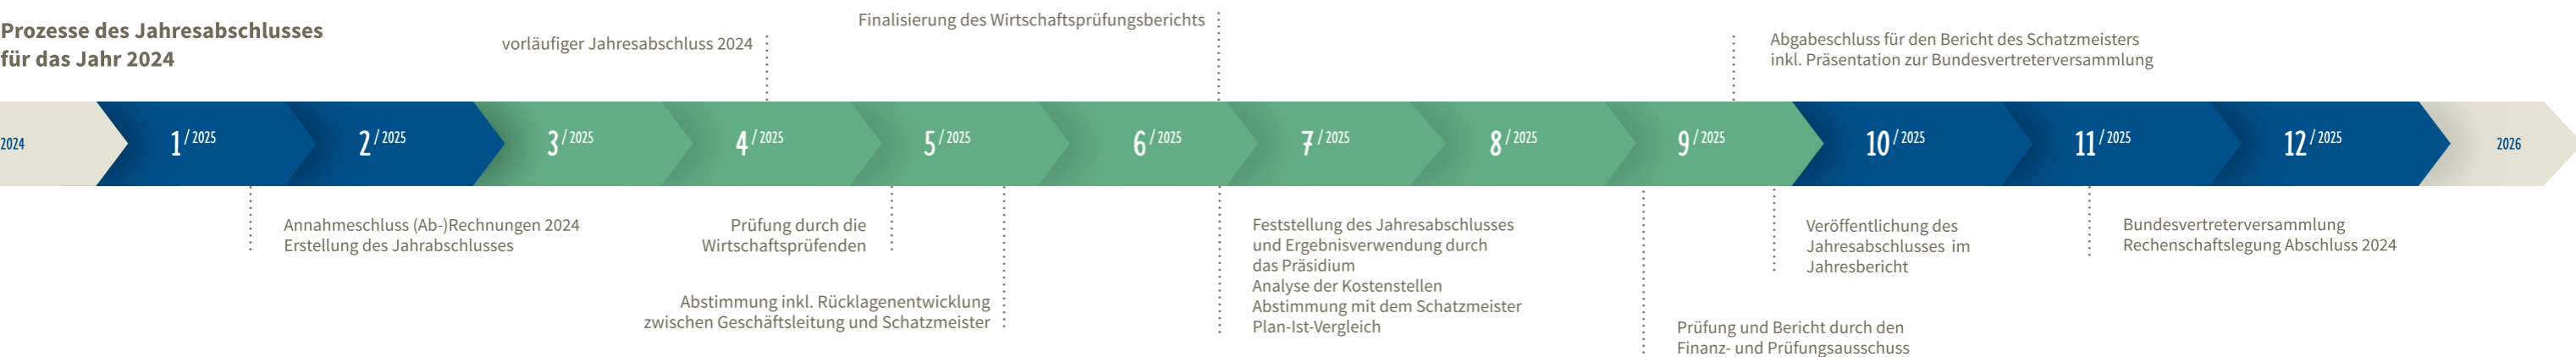 Prozesse des Jahresabschlusses
für das Jahr 2024
vorläufiger Jahresabschluss 2024
Finalisierung des Wirtschaftsprüfungsberichts
Abgabeschluss für den Bericht des Schatzmeisters
inkl. Präsentation zur Bundesvertreterversammlung
2024
1 / 2025
2 / 2025
3 / 2025
4 / 2025
5 / 2025
6 / 2025
7 / 2025
8 / 2025
9 / 2025
10 / 2025
11 / 2025
12 / 2025
2026
Annahmeschluss (Ab-)Rechnungen 2024
Erstellung des Jahrabschlusses
Prüfung durch die
Wirtschaftsprüfenden
Abstimmung inkl. Rücklagenentwicklung
zwischen Geschäftsleitung und Schatzmeister
Feststellung des Jahresabschlusses
und Ergebnisverwendung durch
das Präsidium
Analyse der Kostenstellen
Abstimmung mit dem Schatzmeister
Plan-Ist-Vergleich
Prüfung und Bericht durch den
Finanz- und Prüfungsausschuss
Veröffentlichung des
Jahresabschlusses im
Jahresbericht
Bundesvertreterversammlung
Rechenschaftslegung Abschluss 2024